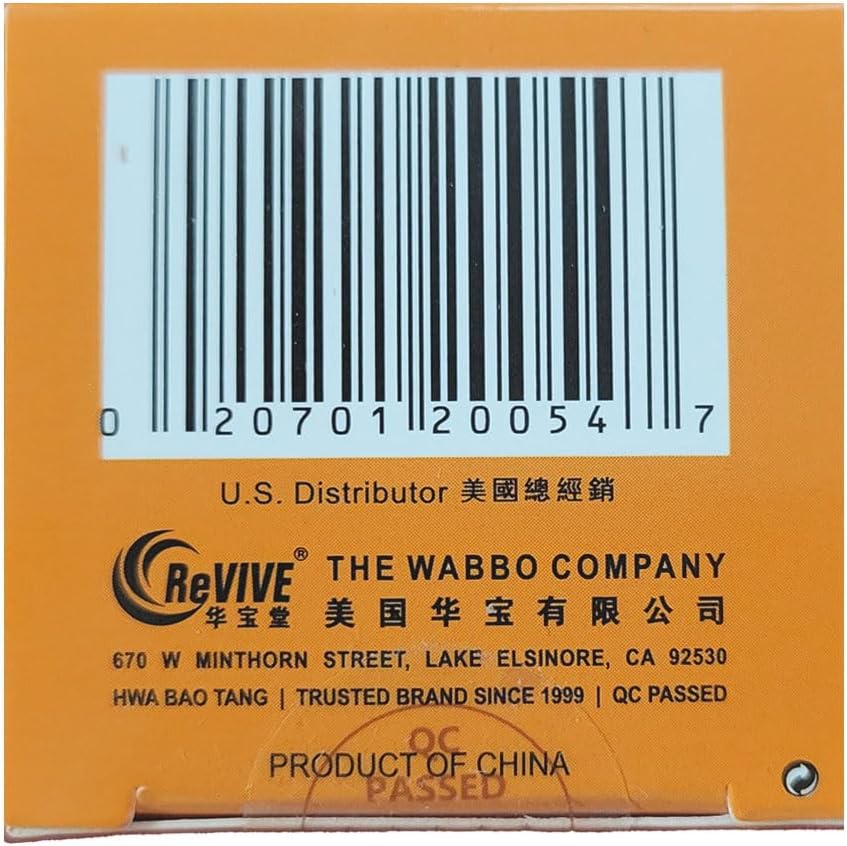 0 20701 20054 7
U.S. Distributor 美國總經銷
ReVIVE® THE WABBO COMPANY
华宝堂 美国华宝有限公司
670 W MINTHORN STREET, LAKE ELSINORE, CA 92530
HWA BAO TANG | TRUSTED BRAND SINCE 1999 | QC PASSED
QC
PRODUCT OF CHINA
PASSED